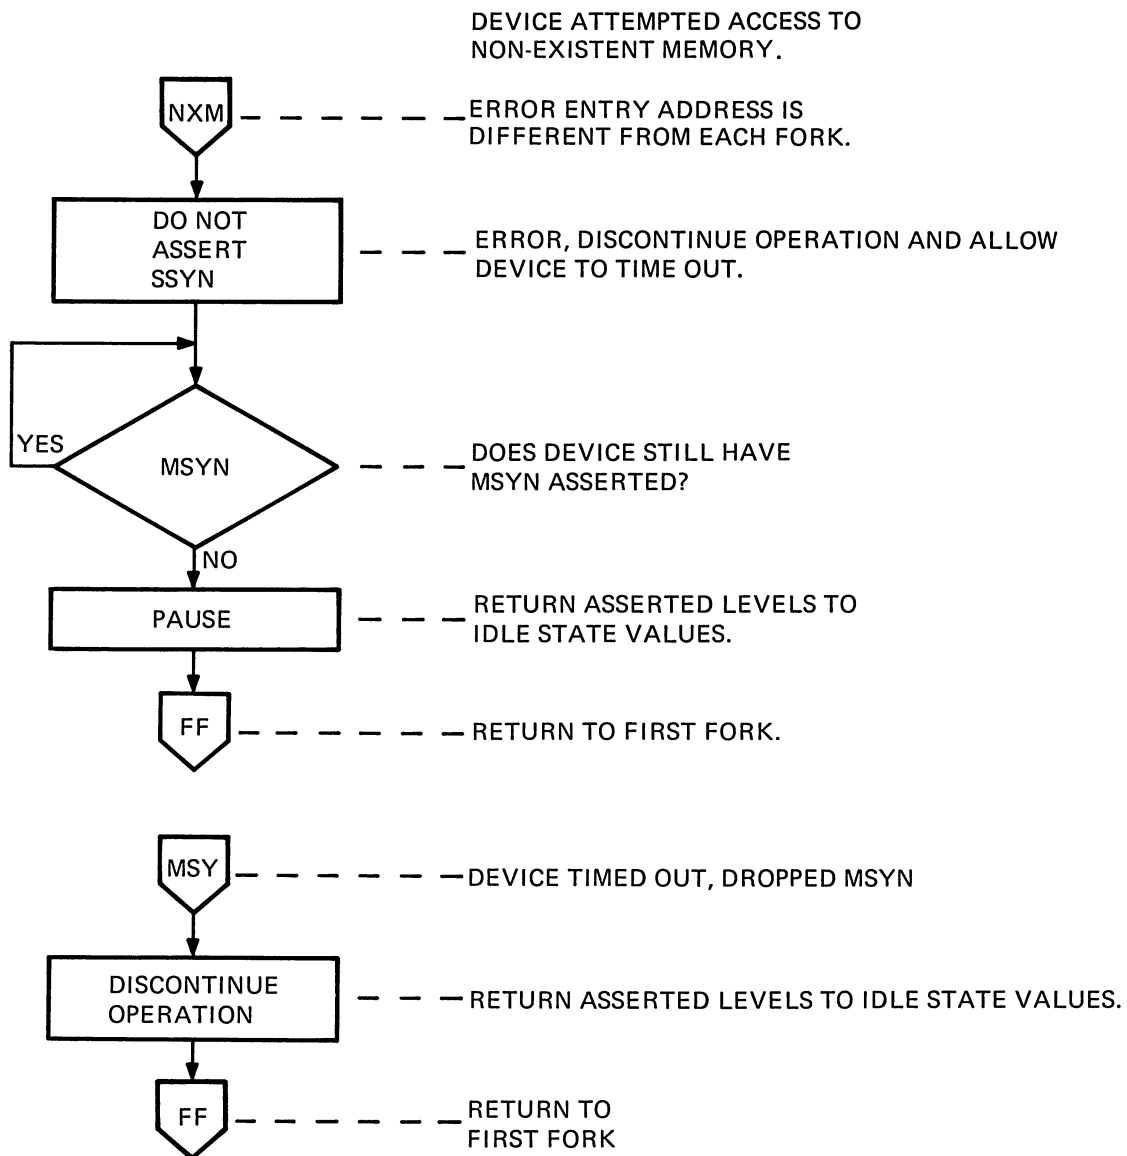 DEVICE ATTEMPTED ACCESS TO
NON-EXISTENT MEMORY.
NXM
ERROR ENTRY ADDRESS IS
DIFFERENT FROM EACH FORK.
DO NOT
ASSERT
SSYN
ERROR, DISCONTINUE OPERATION AND ALLOW
DEVICE TO TIME OUT.
YES
MSYN
DOES DEVICE STILL HAVE
MSYN ASSERTED?
NO
PAUSE
RETURN ASSERTED LEVELS TO
IDLE STATE VALUES.
FF
RETURN TO FIRST FORK.
MSY
DEVICE TIMED OUT, DROPPED MSYN
DISCONTINUE
OPERATION
RETURN ASSERTED LEVELS TO IDLE STATE VALUES.
FF
RETURN TO
FIRST FORK